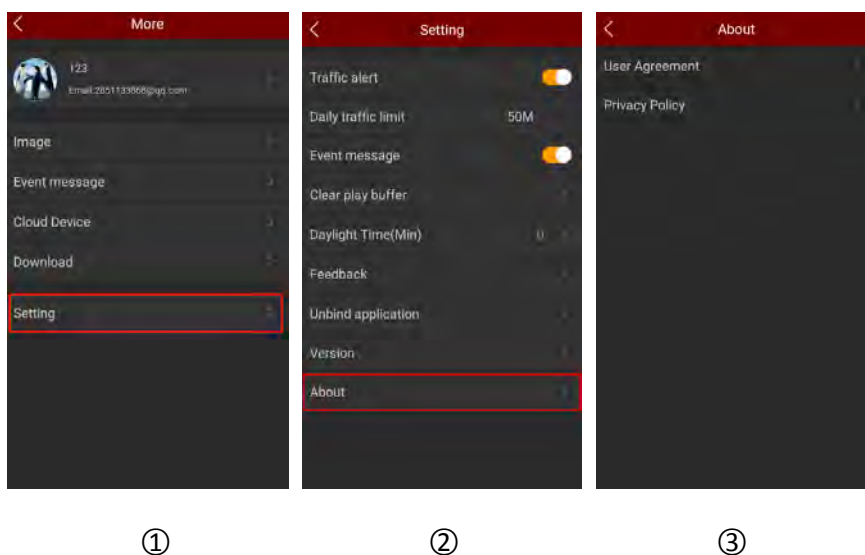 More
123
Image
Event message
Cloud Device
Download
Setting
Setting
Traffic alert
Daily traffic limit 50M
Event message
Clear play buffer
Daylight Time(Min) 0
Feedback
Unbind application
Version
About
About
User Agreement
Privacy Policy
① ② ③